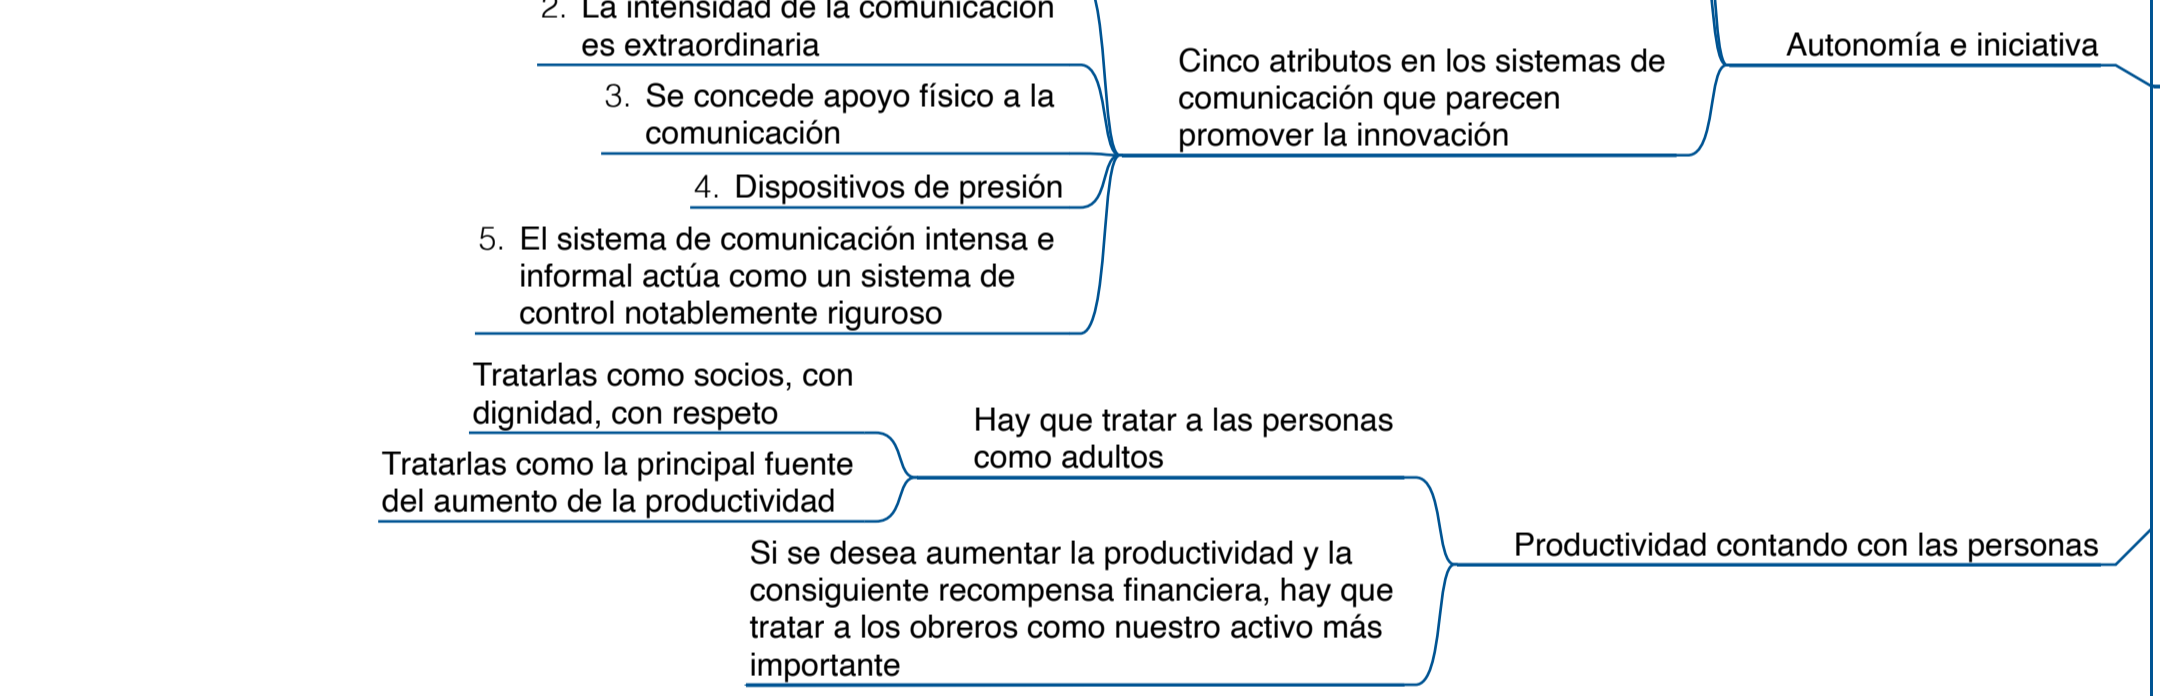 2. La intensidad de la comunicación
es extraordinaria
3. Se concede apoyo físico a la
comunicación
4. Dispositivos de presión
5. El sistema de comunicación intensa e
informal actúa como un sistema de
control notablemente riguroso
Cinco atributos en los sistemas de
comunicación que parecen
promover la innovación
Autonomía e iniciativa
Tratarlas como socios, con
dignidad, con respeto
Tratarlas como la principal fuente
del aumento de la productividad
Hay que tratar a las personas
como adultos
Si se desea aumentar la productividad y la
consiguiente recompensa financiera, hay que
tratar a los obreros como nuestro activo más
importante
Productividad contando con las personas